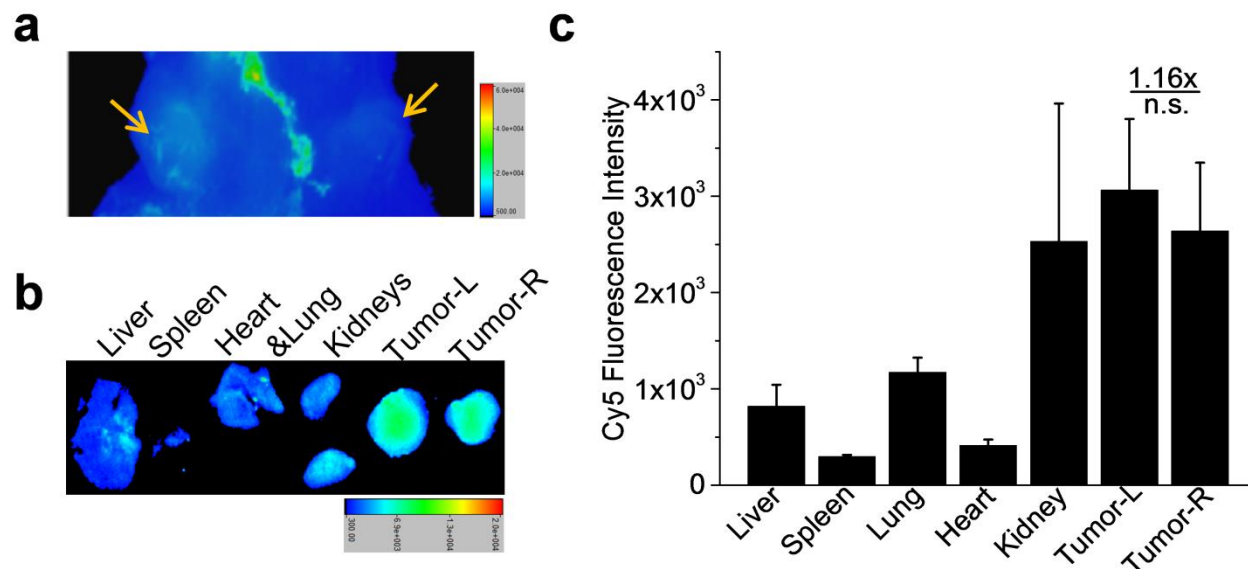 a
6.0e+004
4.0e+004
2.0e+004
500.00
b
Liver
Spleen
Heart
&Lung
Kidneys
Tumor-L
Tumor-R
300.00
6.9e+003
1.3e+004
2.0e+004
c
Cy5 Fluorescence Intensity
4x10³
3x10³
2x10³
1x10³
0
1.16x
n.s.
Liver
Spleen
Lung
Heart
Kidney
Tumor-L
Tumor-R